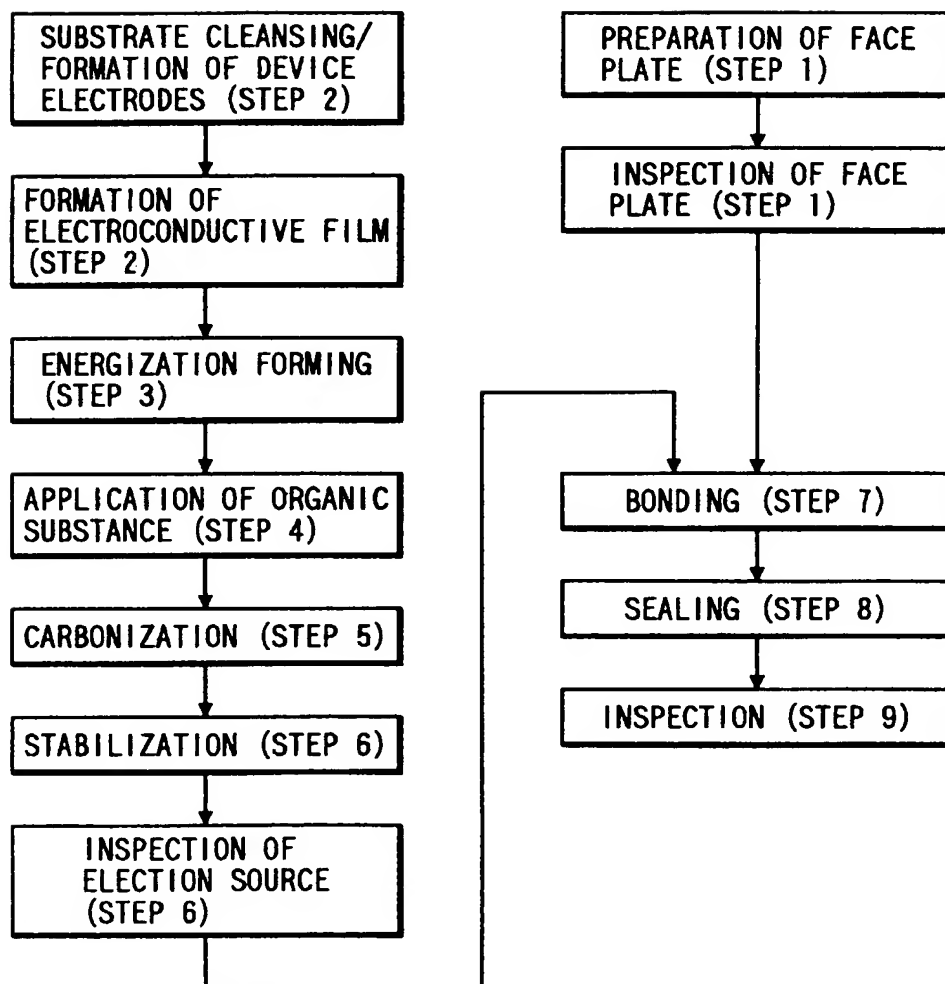 SUBSTRATE CLEANSING/
FORMATION OF DEVICE
ELECTRODES (STEP 2)
FORMATION OF
ELECTROCONDUCTIVE FILM
(STEP 2)
ENERGIZATION FORMING
(STEP 3)
APPLICATION OF ORGANIC
SUBSTANCE (STEP 4)
CARBONIZATION (STEP 5)
STABILIZATION (STEP 6)
INSPECTION OF
ELECTION SOURCE
(STEP 6)
PREPARATION OF FACE
PLATE (STEP 1)
INSPECTION OF FACE
PLATE (STEP 1)
BONDING (STEP 7)
SEALING (STEP 8)
INSPECTION (STEP 9)